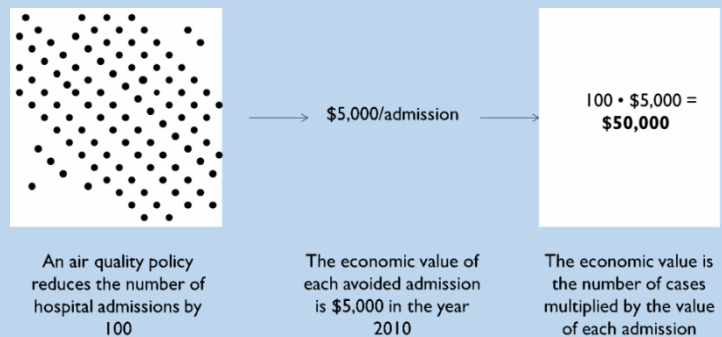 $5,000/admission
100 • $5,000 =
$50,000
An air quality policy
reduces the number of
hospital admissions by
100
The economic value of
each avoided admission
is $5,000 in the year
2010
The economic value is
the number of cases
multiplied by the value
of each admission